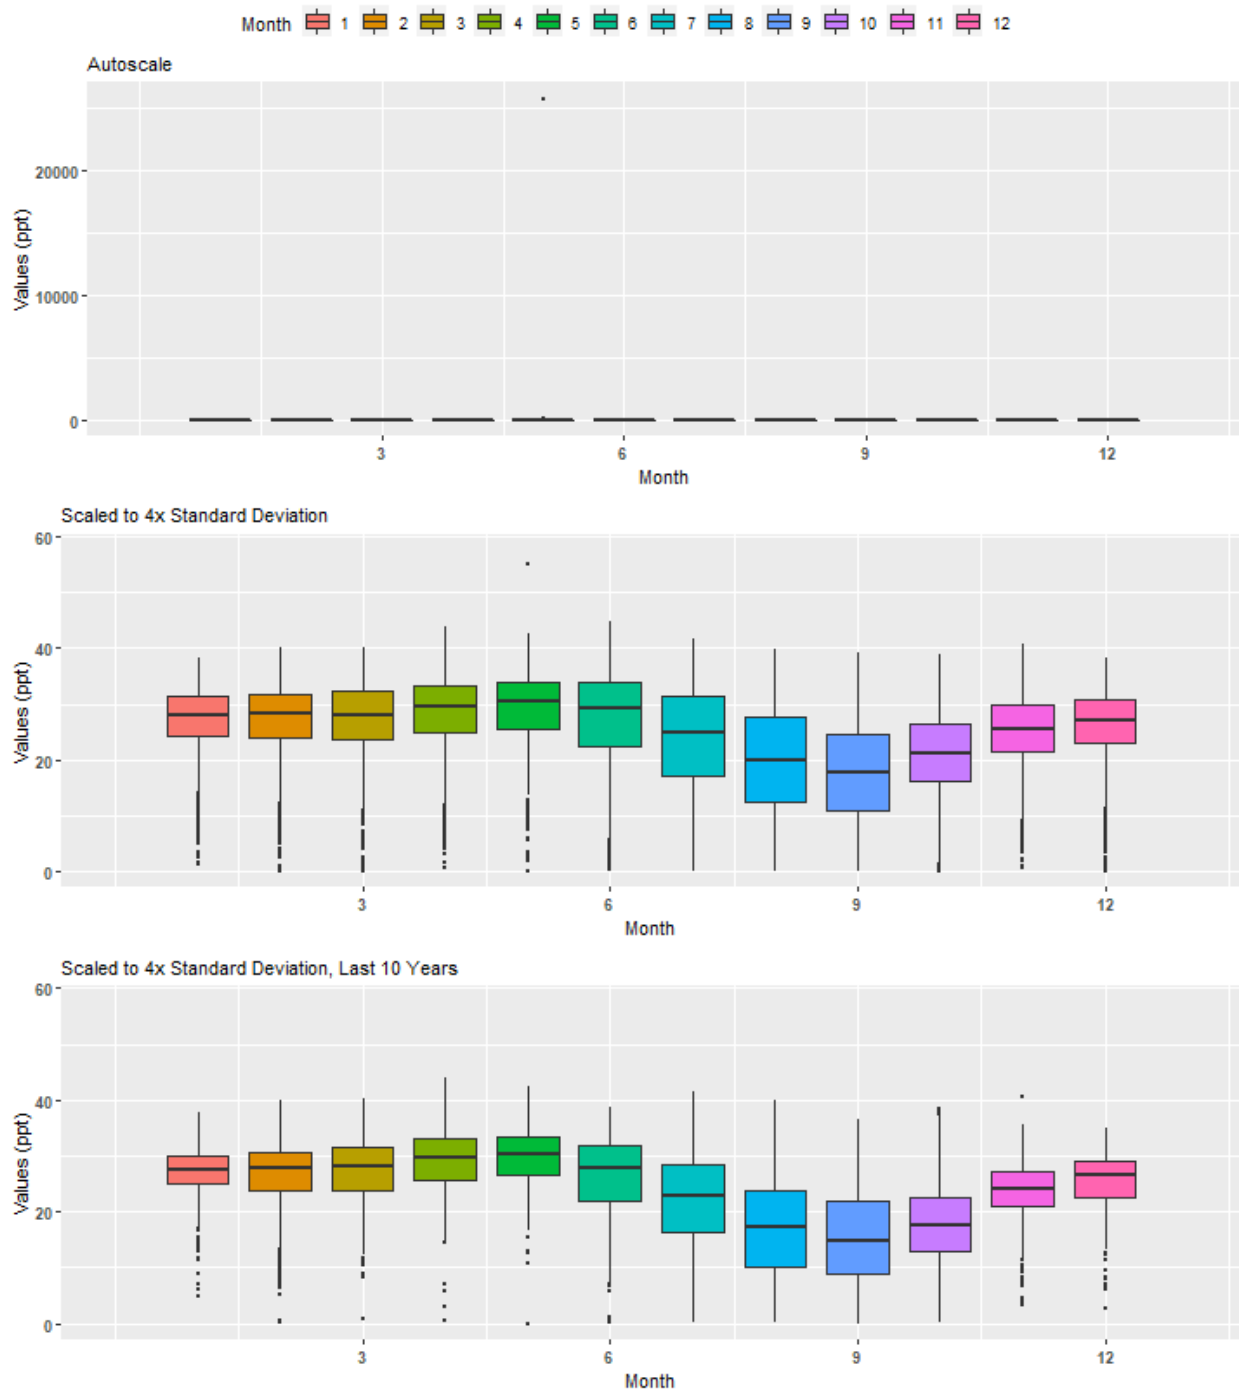 Month 1 2 3 4 5 6 7 8 9 10 11 12
Autoscale
Values (ppt)
20000
10000
0
3 6 9 12
Month
Scaled to 4x Standard Deviation
Values (ppt)
60
40
20
0
3 6 9 12
Month
Scaled to 4x Standard Deviation, Last 10 Years
Values (ppt)
60
40
20
0
3 6 9 12
Month